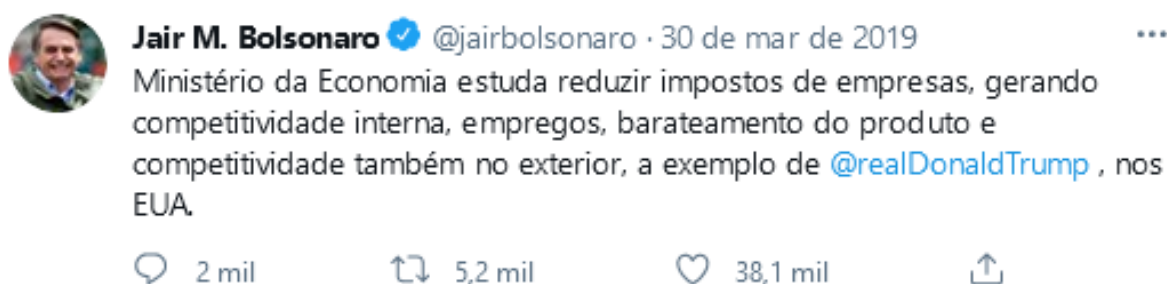 Jair M. Bolsonaro @jairbolsonaro · 30 de mar de 2019
Ministério da Economia estuda reduzir impostos de empresas, gerando
competitividade interna, empregos, barateamento do produto e
competitividade também no exterior, a exemplo de @realDonaldTrump , nos
EUA.
2 mil 5,2 mil 38,1 mil